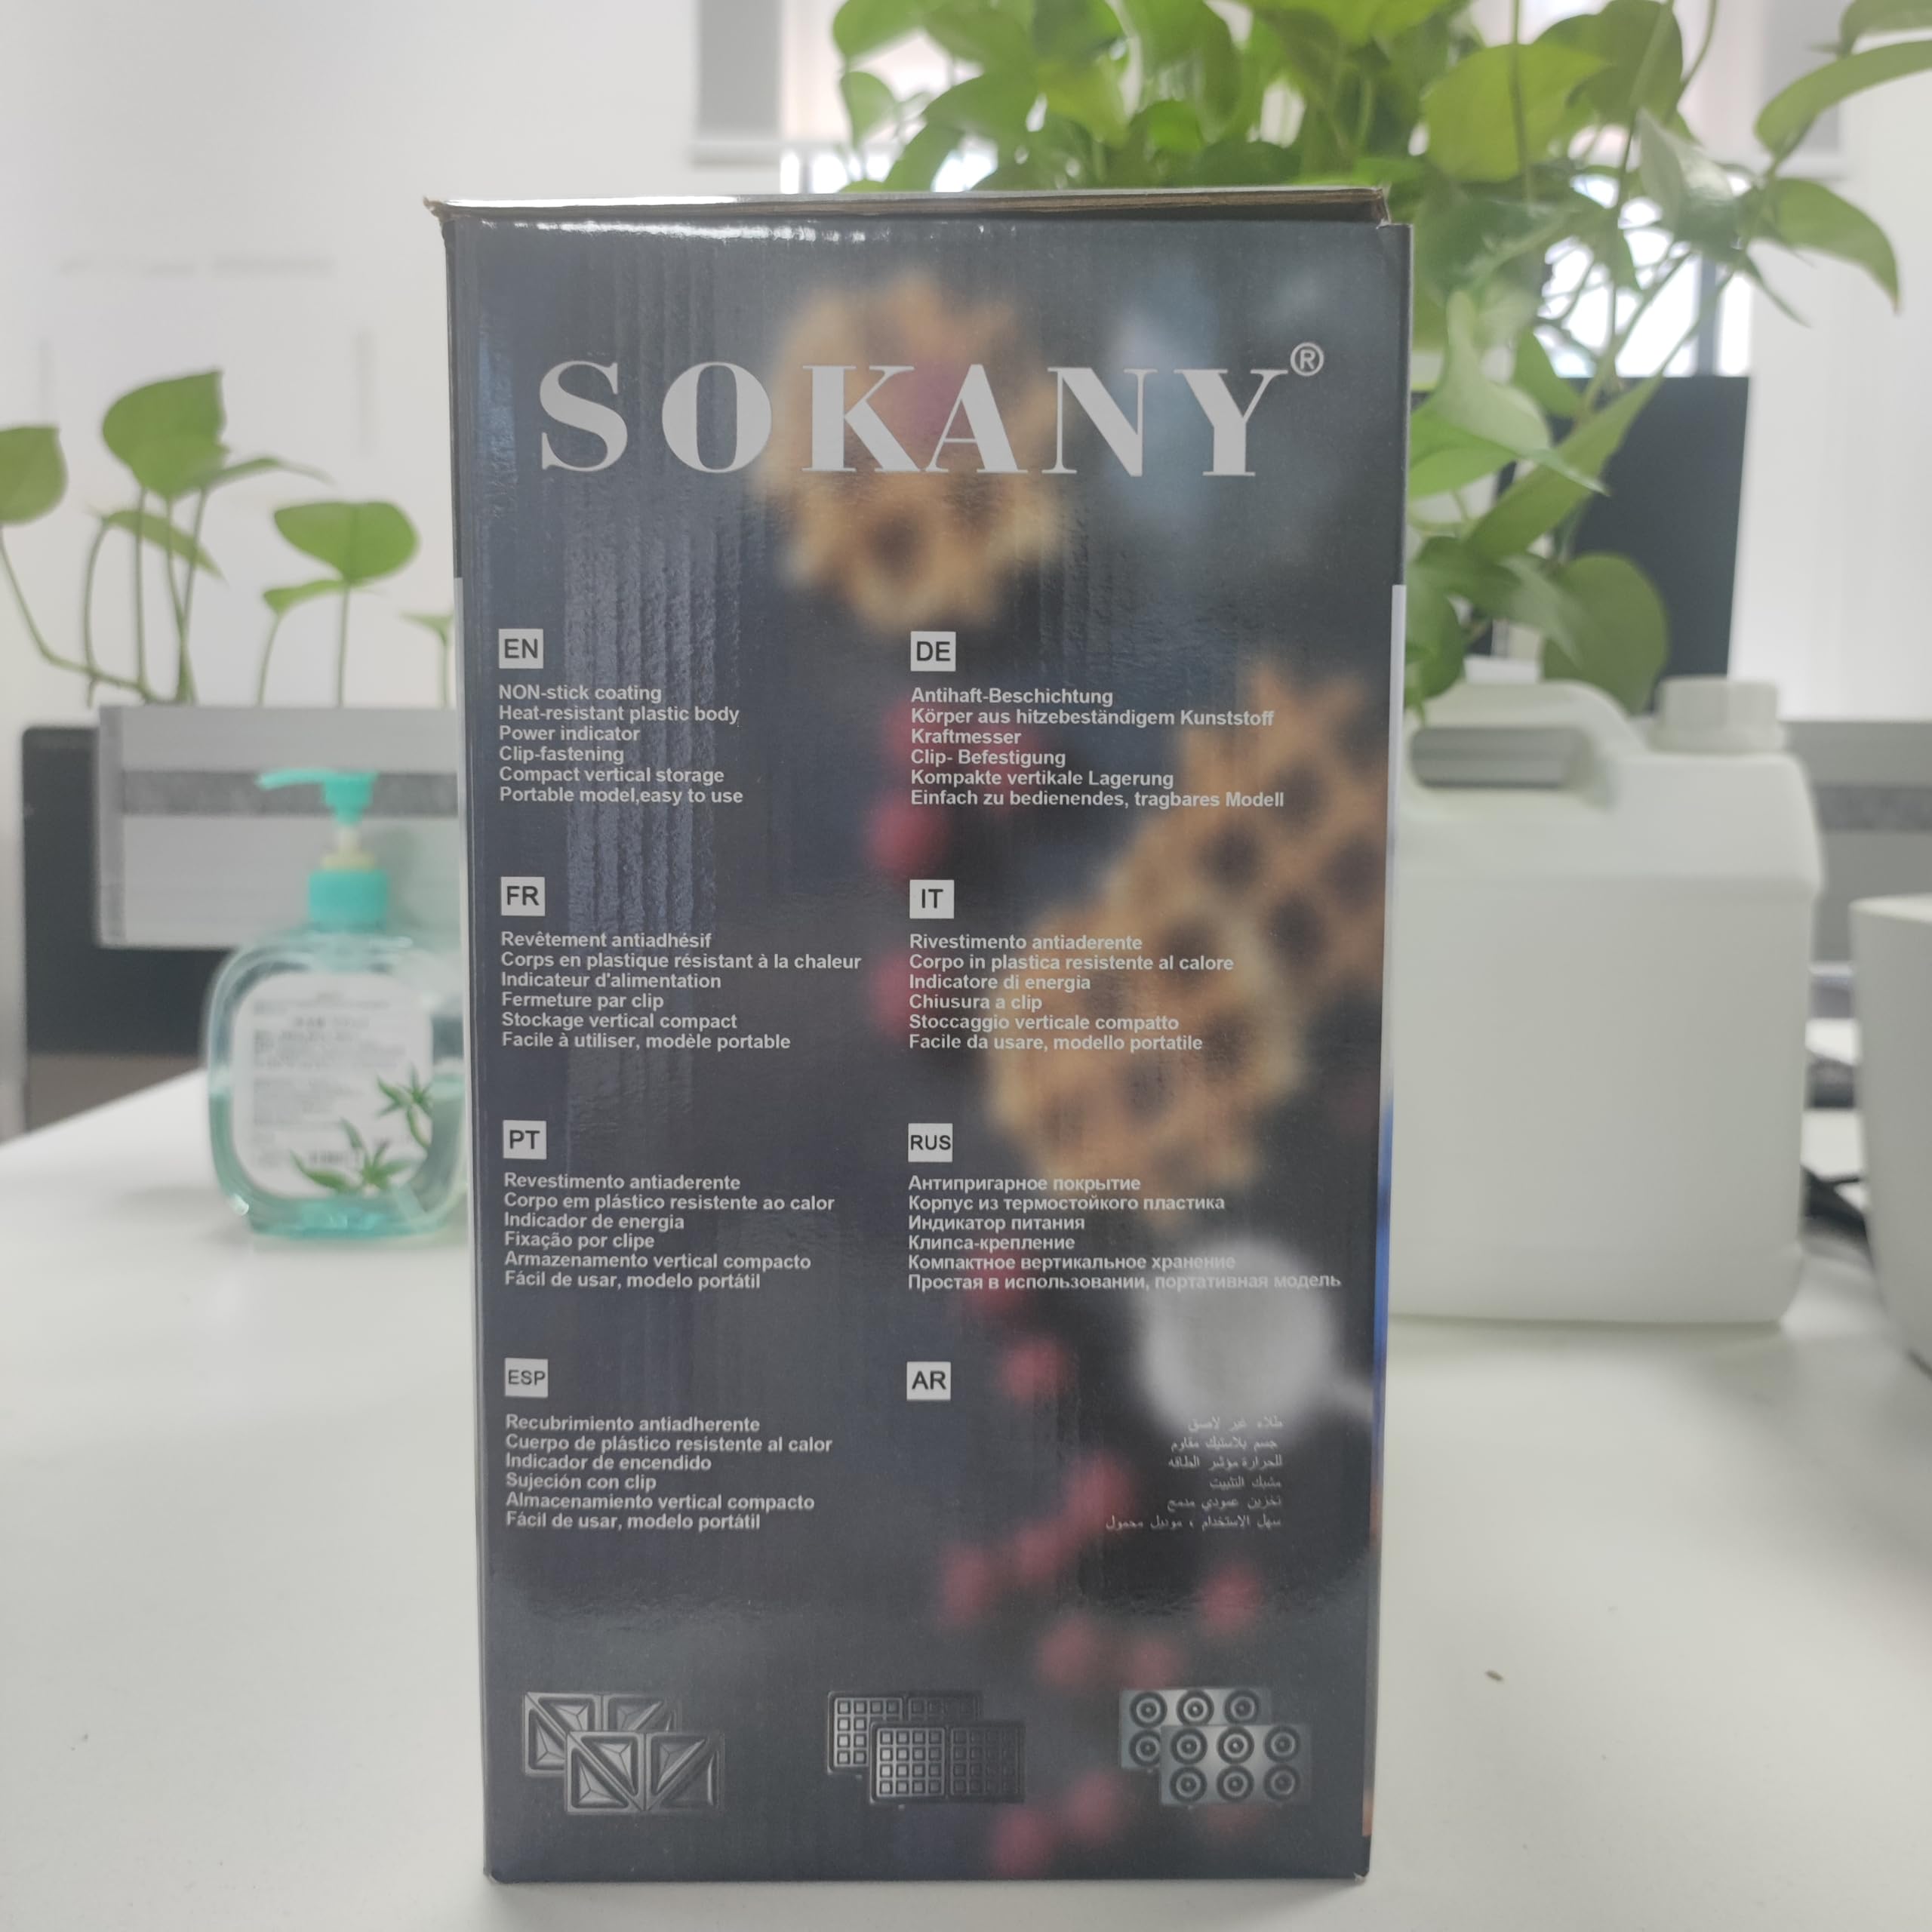 SOKANY®
EN
NON-stick coating
Heat-resistant plastic body
Power indicator
Clip-fastening
Compact vertical storage
Portable model,easy to use
DE
Antihaft-Beschichtung
Körper aus hitzebeständigem Kunststoff
Kraftmesser
Clip- Befestigung
Kompakte vertikale Lagerung
Einfach zu bedienendes, tragbares Modell
FR
Revêtement antiadhésif
Corps en plastique résistant à la chaleur
Indicateur d'alimentation
Fermeture par clip
Stockage vertical compact
Facile à utiliser, modèle portable
IT
Rivestimento antiaderente
Corpo in plastica resistente al calore
Indicatore di energia
Chiusura a clip
Stoccaggio verticale compatto
Facile da usare, modello portatile
PT
Revestimento antiaderente
Corpo em plástico resistente ao calor
Indicador de energia
Fixação por clipe
Armazenamento vertical compacto
Fácil de usar, modelo portátil
RUS
Антипригарное покрытие
Корпус из термостойкого пластика
Индикатор питания
Клипса-крепление
Компактное вертикальное хранение
Простая в использовании, портативная модель
ESP
Recubrimiento antiadherente
Cuerpo de plástico resistente al calor
Indicador de encendido
Sujeción con clip
Almacenamiento vertical compacto
Fácil de usar, modelo portátil
AR
طلاء غير لاصق
جسم بلاستيك مقاوم
للحرارة مؤشر الطاقه
مشبك التثبيت
تخزين عمودي مدمج
سهل الاستخدام ، موديل محمول